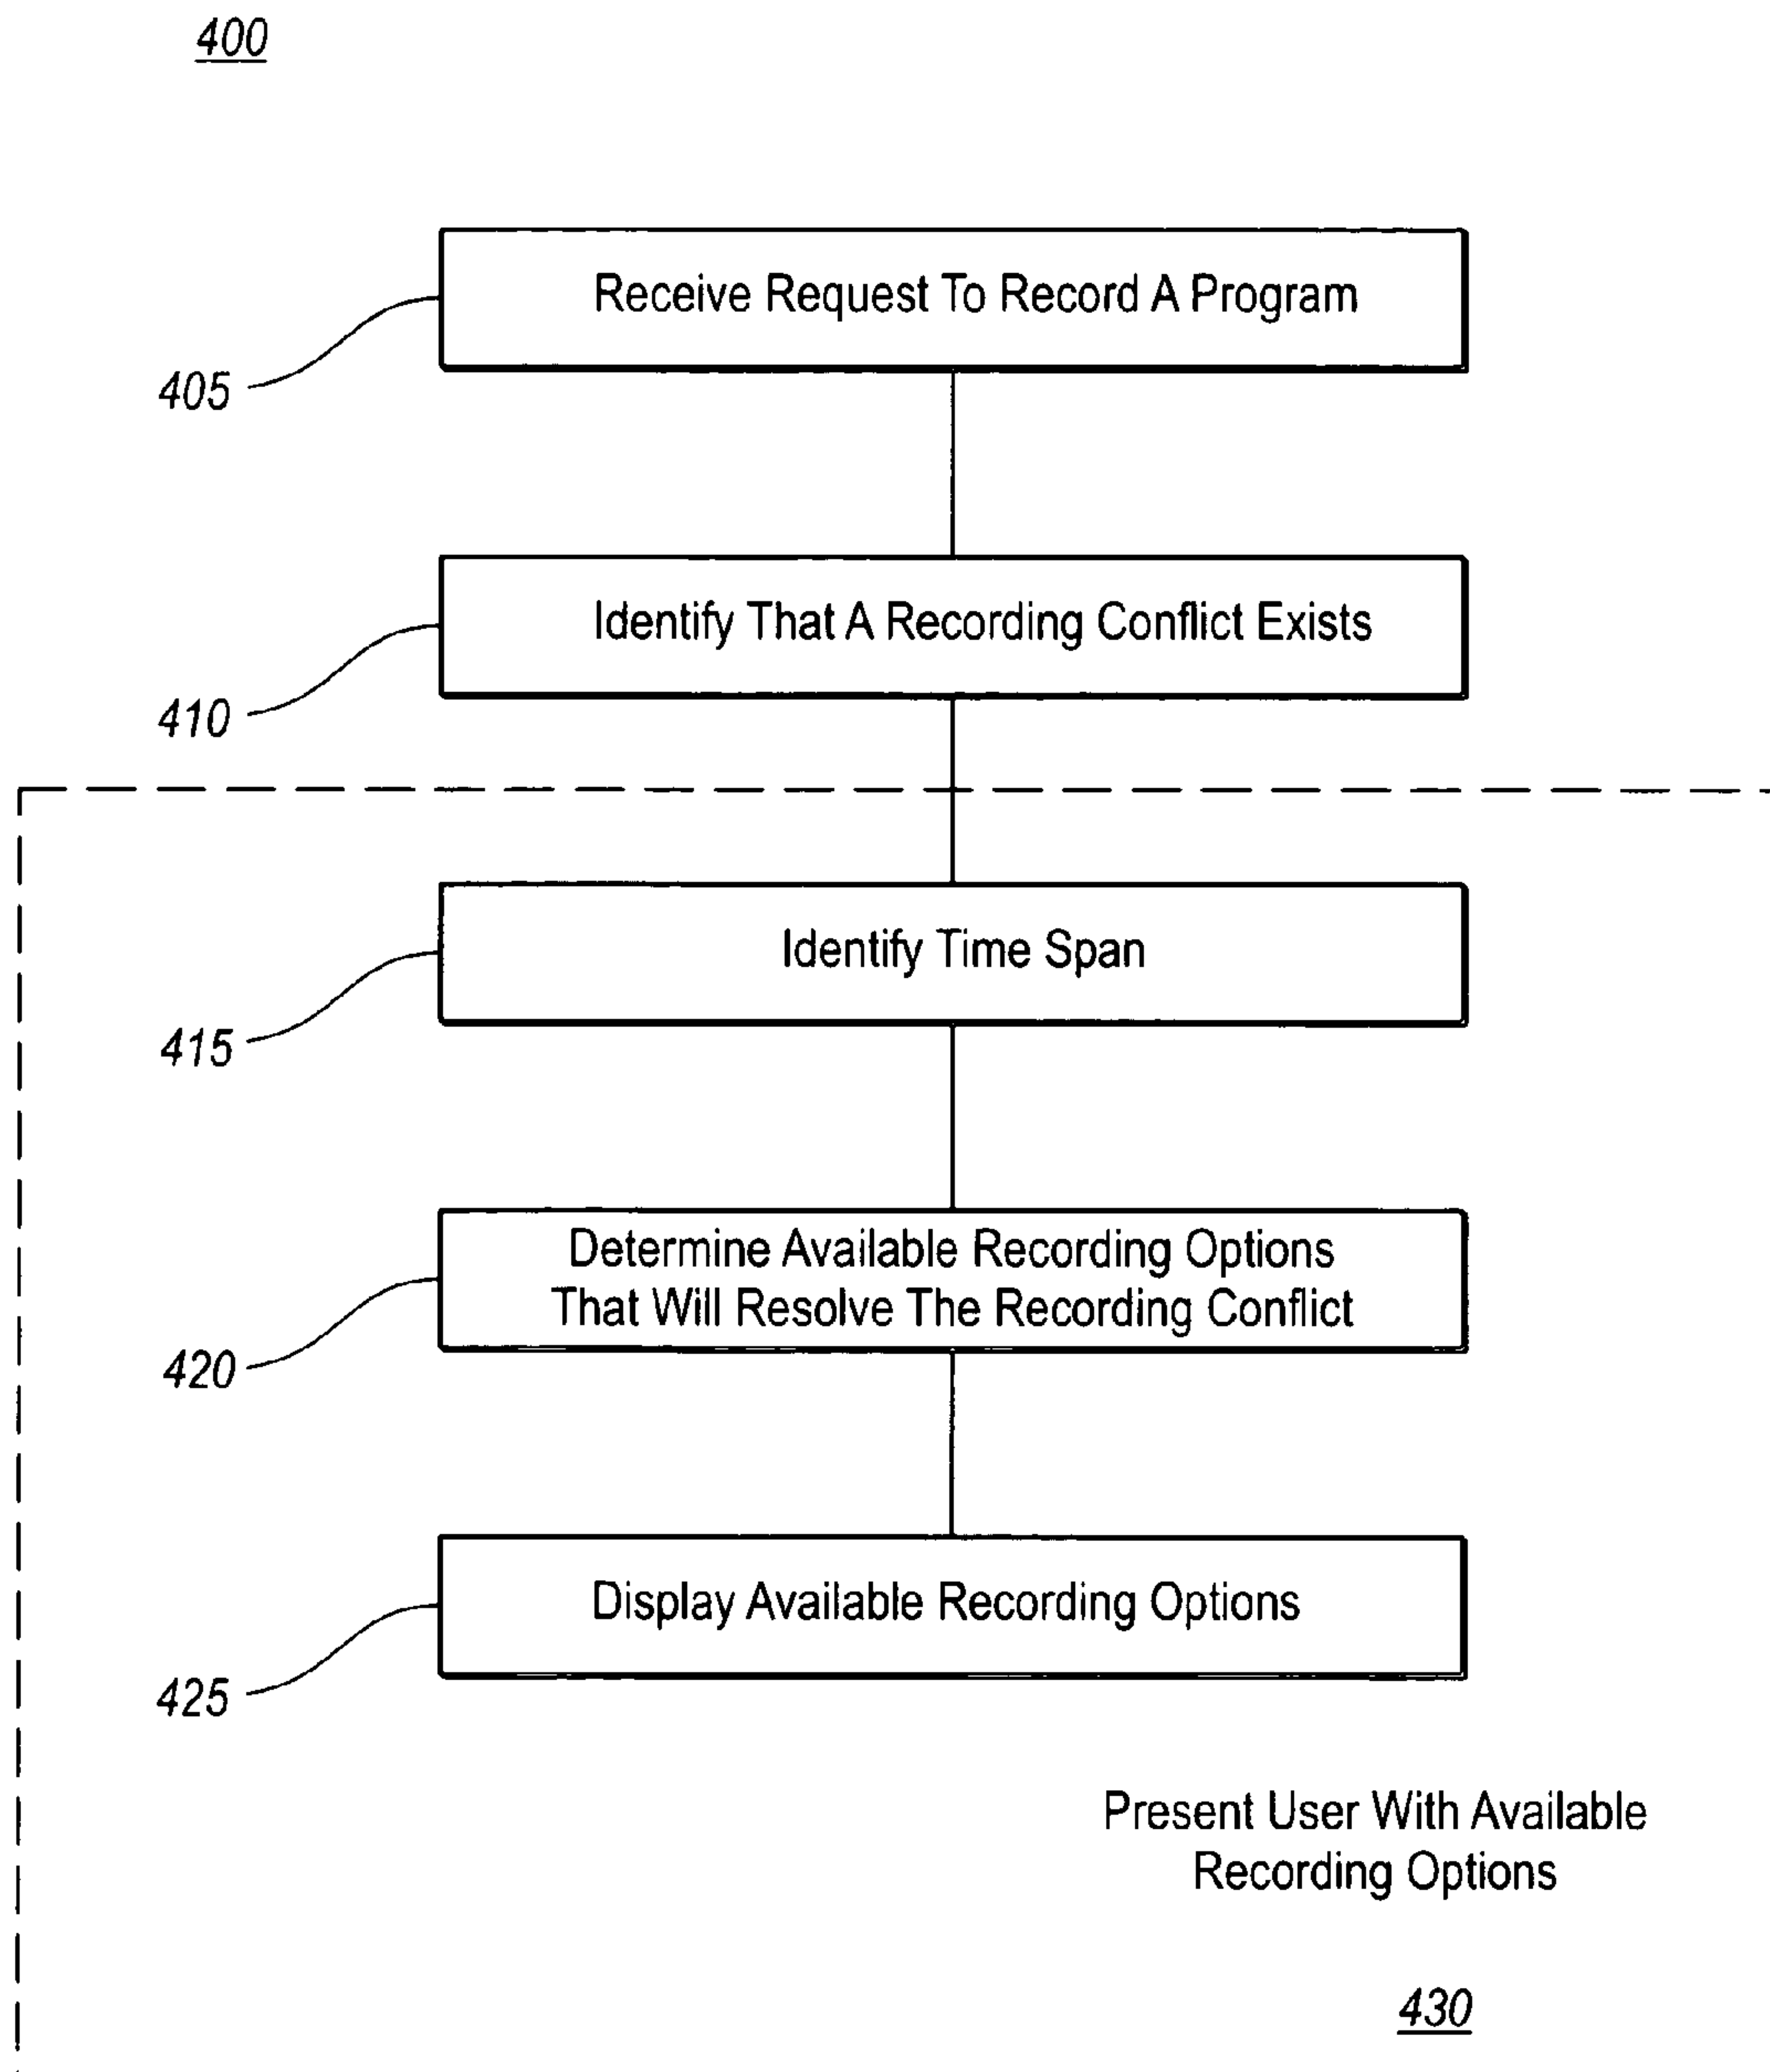 400
Receive Request To Record A Program
405
Identify That A Recording Conflict Exists
410
Identify Time Span
415
Determine Available Recording Options
That Will Resolve The Recording Conflict
420
Display Available Recording Options
425
Present User With Available
Recording Options
430